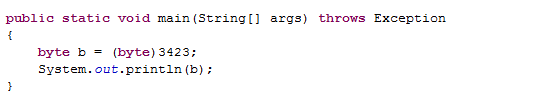 public static void main(String[] args) throws Exception
{
    byte b = (byte)3423;
    System.out.println(b);
}